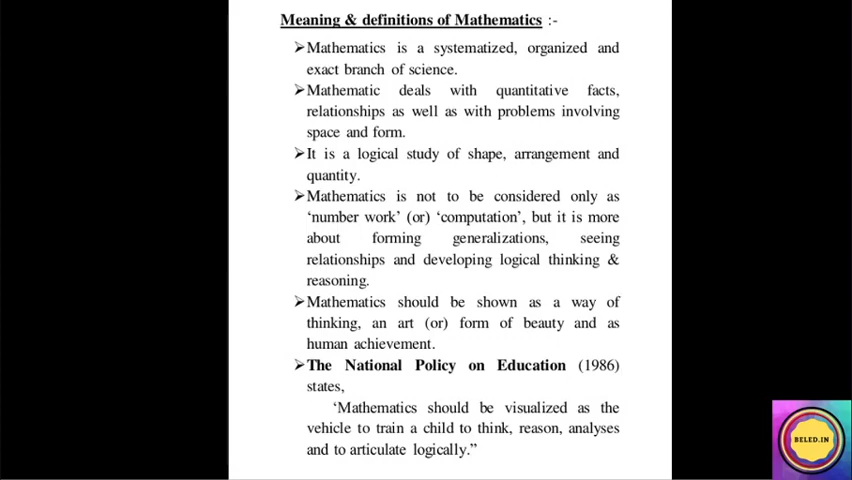 Meaning & definitions of Mathematics :-
➢Mathematics is a systematized, organized and
exact branch of science.
➢Mathematic deals with quantitative facts,
relationships as well as with problems involving
space and form.
➢It is a logical study of shape, arrangement and
quantity.
➢Mathematics is not to be considered only as
‘number work’ (or) ‘computation’, but it is more
about forming generalizations, seeing
relationships and developing logical thinking &
reasoning.
➢Mathematics should be shown as a way of
thinking, an art (or) form of beauty and as
human achievement.
➢The National Policy on Education (1986)
states,
‘Mathematics should be visualized as the
vehicle to train a child to think, reason, analyses
and to articulate logically.”
BELED.IN